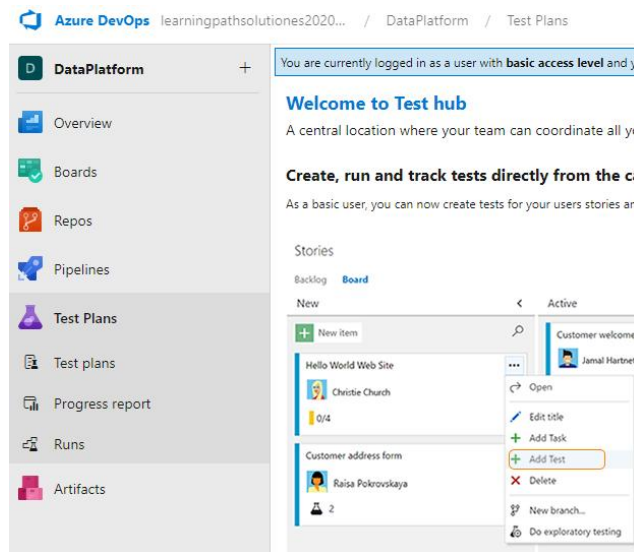 Azure DevOps learningpathsolutiones2020... / DataPlatform / Test Plans
D DataPlatform +
Overview
Boards
Repos
Pipelines
Test Plans
Test plans
Progress report
Runs
Artifacts
You are currently logged in as a user with basic access level and y
Welcome to Test hub
A central location where your team can coordinate all y
Create, run and track tests directly from the ca
As a basic user, you can now create tests for your users stories an
Stories
Backlog Board
New < Active
+ New item
Hello World Web Site ...
Christie Church
0/4
Customer address form
Raisa Pokrovskaya
2
Customer welcome
Jamal Hartnet
Open
Edit title
Add Task
Add Test
Delete
New branch...
Do exploratory testing